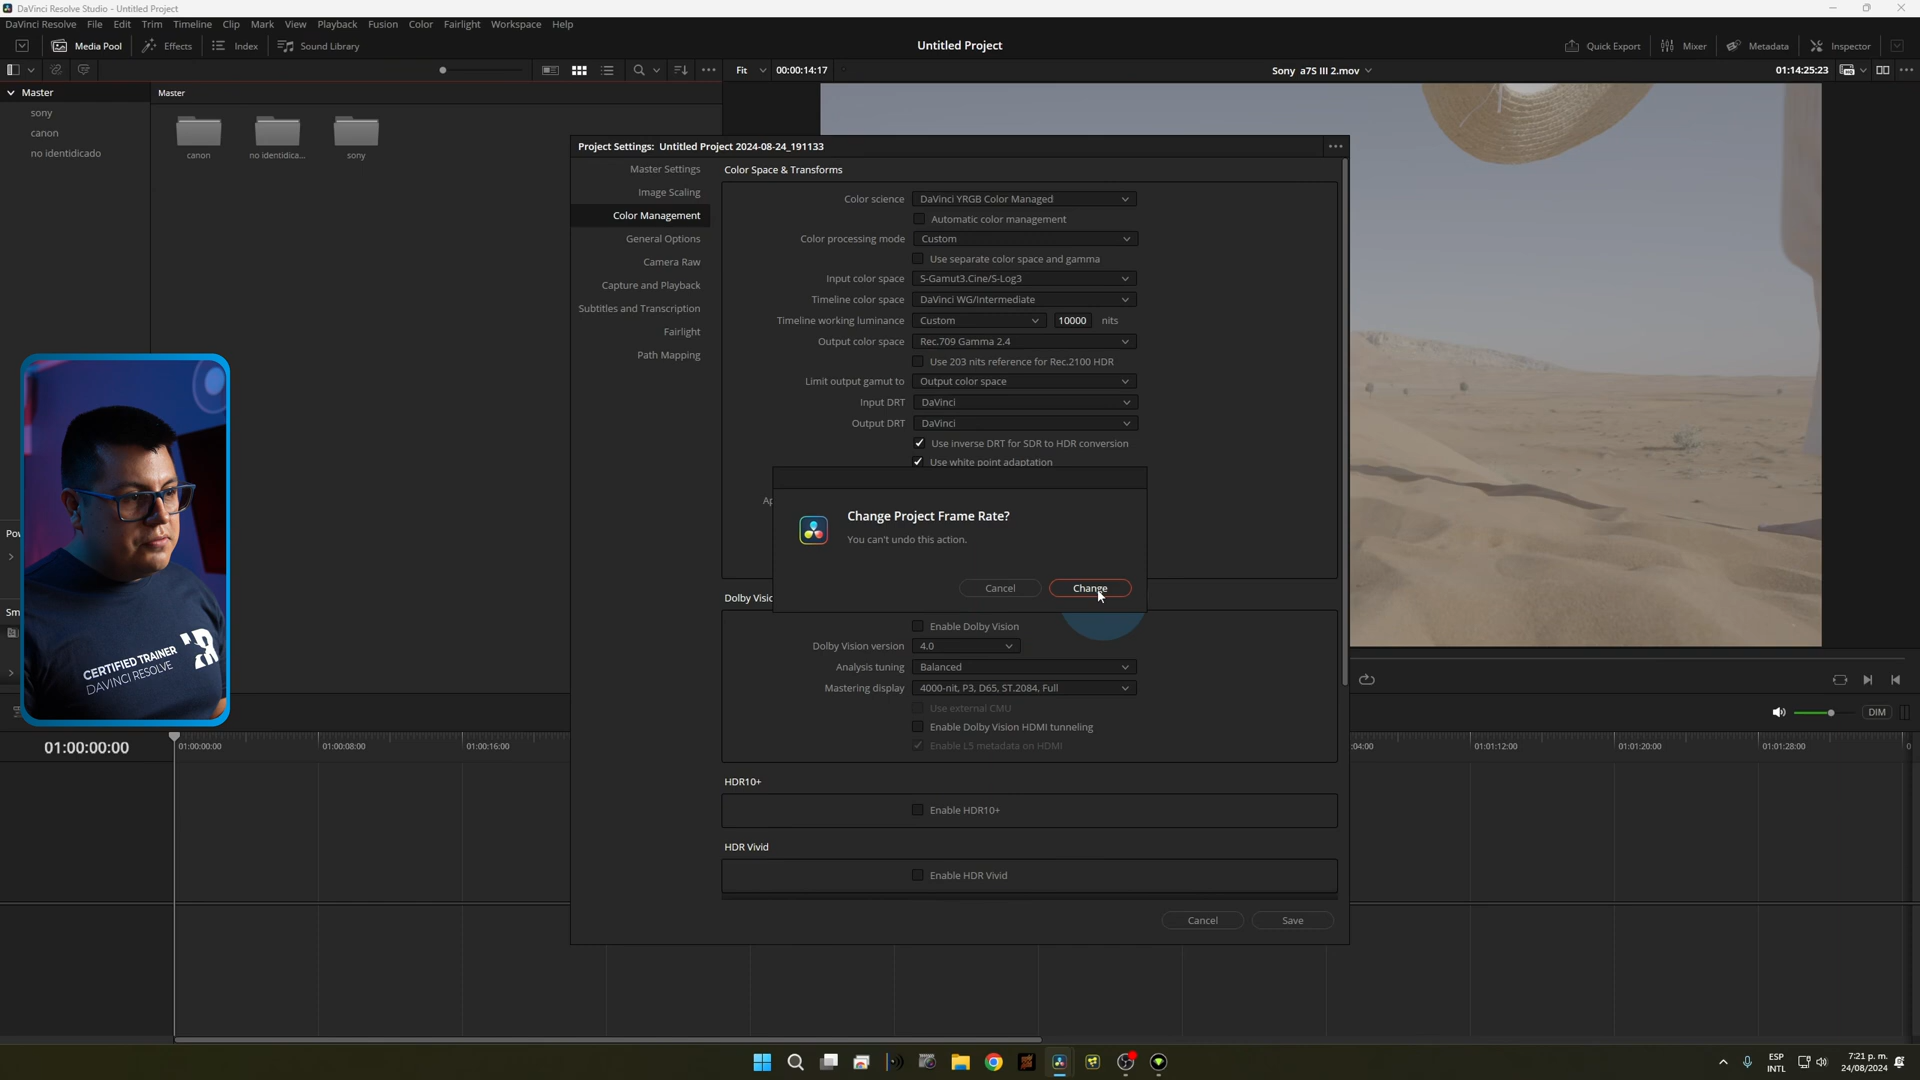 DaVinci Resolve Studio - Untitled Project
DaVinci Resolve File Edit Trim Timeline Clip Mark View Playback Fusion Color Fairlight Workspace Help
Media Pool Effects Index Sound Library Untitled Project Quick Export Mixer Metadata Inspector
Fit 00:00:14:17 Sony a7S III 2.mov 01:14:25:23
Master Master
sony
canon
no identidicado
canon no identidica... sony
Project Settings: Untitled Project 2024-08-24_191133
Master Settings
Image Scaling
Color Management
General Options
Camera Raw
Capture and Playback
Subtitles and Transcription
Fairlight
Path Mapping
Color Space & Transforms
Color science DaVinci YRGB Color Managed
Automatic color management
Color processing mode Custom
Use separate color space and gamma
Input color space S-Gamut3.Cine/S-Log3
Timeline color space DaVinci WG/Intermediate
Timeline working luminance Custom 10000 nits
Output color space Rec.709 Gamma 2.4
Use 203 nits reference for Rec.2100 HDR
Limit output gamut to Output color space
Input DRT DaVinci
Output DRT DaVinci
Use inverse DRT for SDR to HDR conversion
Use white point adaptation
Ap
Change Project Frame Rate?
You can't undo this action.
Cancel Change
Dolby Visic
Enable Dolby Vision
Dolby Vision version 4.0
Analysis tuning Balanced
Mastering display 4000-nit, P3, D65, ST.2084, Full
Use external CMU
Enable Dolby Vision HDMI tunneling
Enable L5 metadata on HDMI
HDR10+
Enable HDR10+
HDR Vivid
Enable HDR Vivid
Cancel Save
Pov
Sm
CERTIFIED TRAINER
DAVINCI RESOLVE
DIM
01:00:00:00 01:00:00:00 01:00:08:00 01:00:16:00 :04:00 01:01:12:00 01:01:20:00 01:01:28:00 0
ESP
INTL
7:21 p. m.
24/08/2024